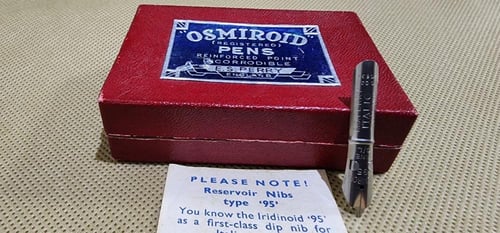 OSMIROID
(REGISTERED)
PENS
REINFORCED POINT
INCORRODIBLE
E.S. PERRY
ENGLAND
PLEASE NOTE!
Reservoir Nibs
type '95'
You know the Iridinoid '95'
as a first-class dip nib for